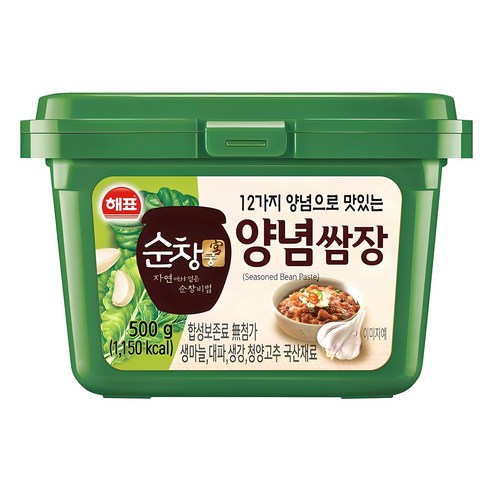 해표
12가지 양념으로 맛있는
순창궁
宮
양념쌈장
(Seasoned Bean Paste)
자연에서 얻은
순창비법
500 g
(1,150 kcal)
합성보존료 無첨가
생마늘,대파,생강,청양고추 국산재료
이미지예